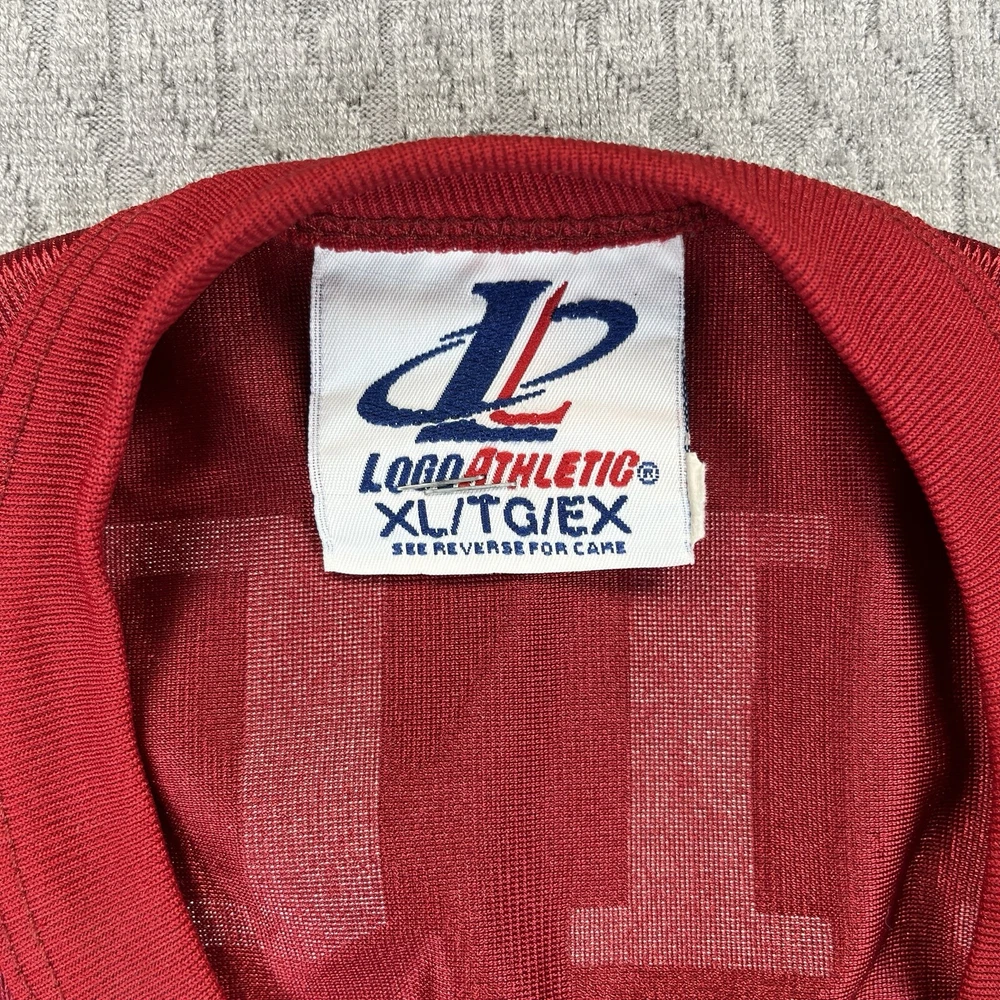 LOGO ATHLETIC®
XL/TG/EX
SEE REVERSE FOR CARE